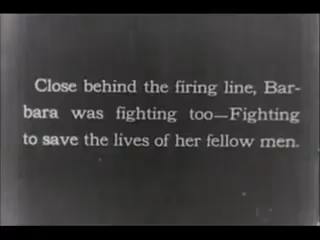 Close behind the firing line, Bar-
bara was fighting too—Fighting
to save the lives of her fellow men.